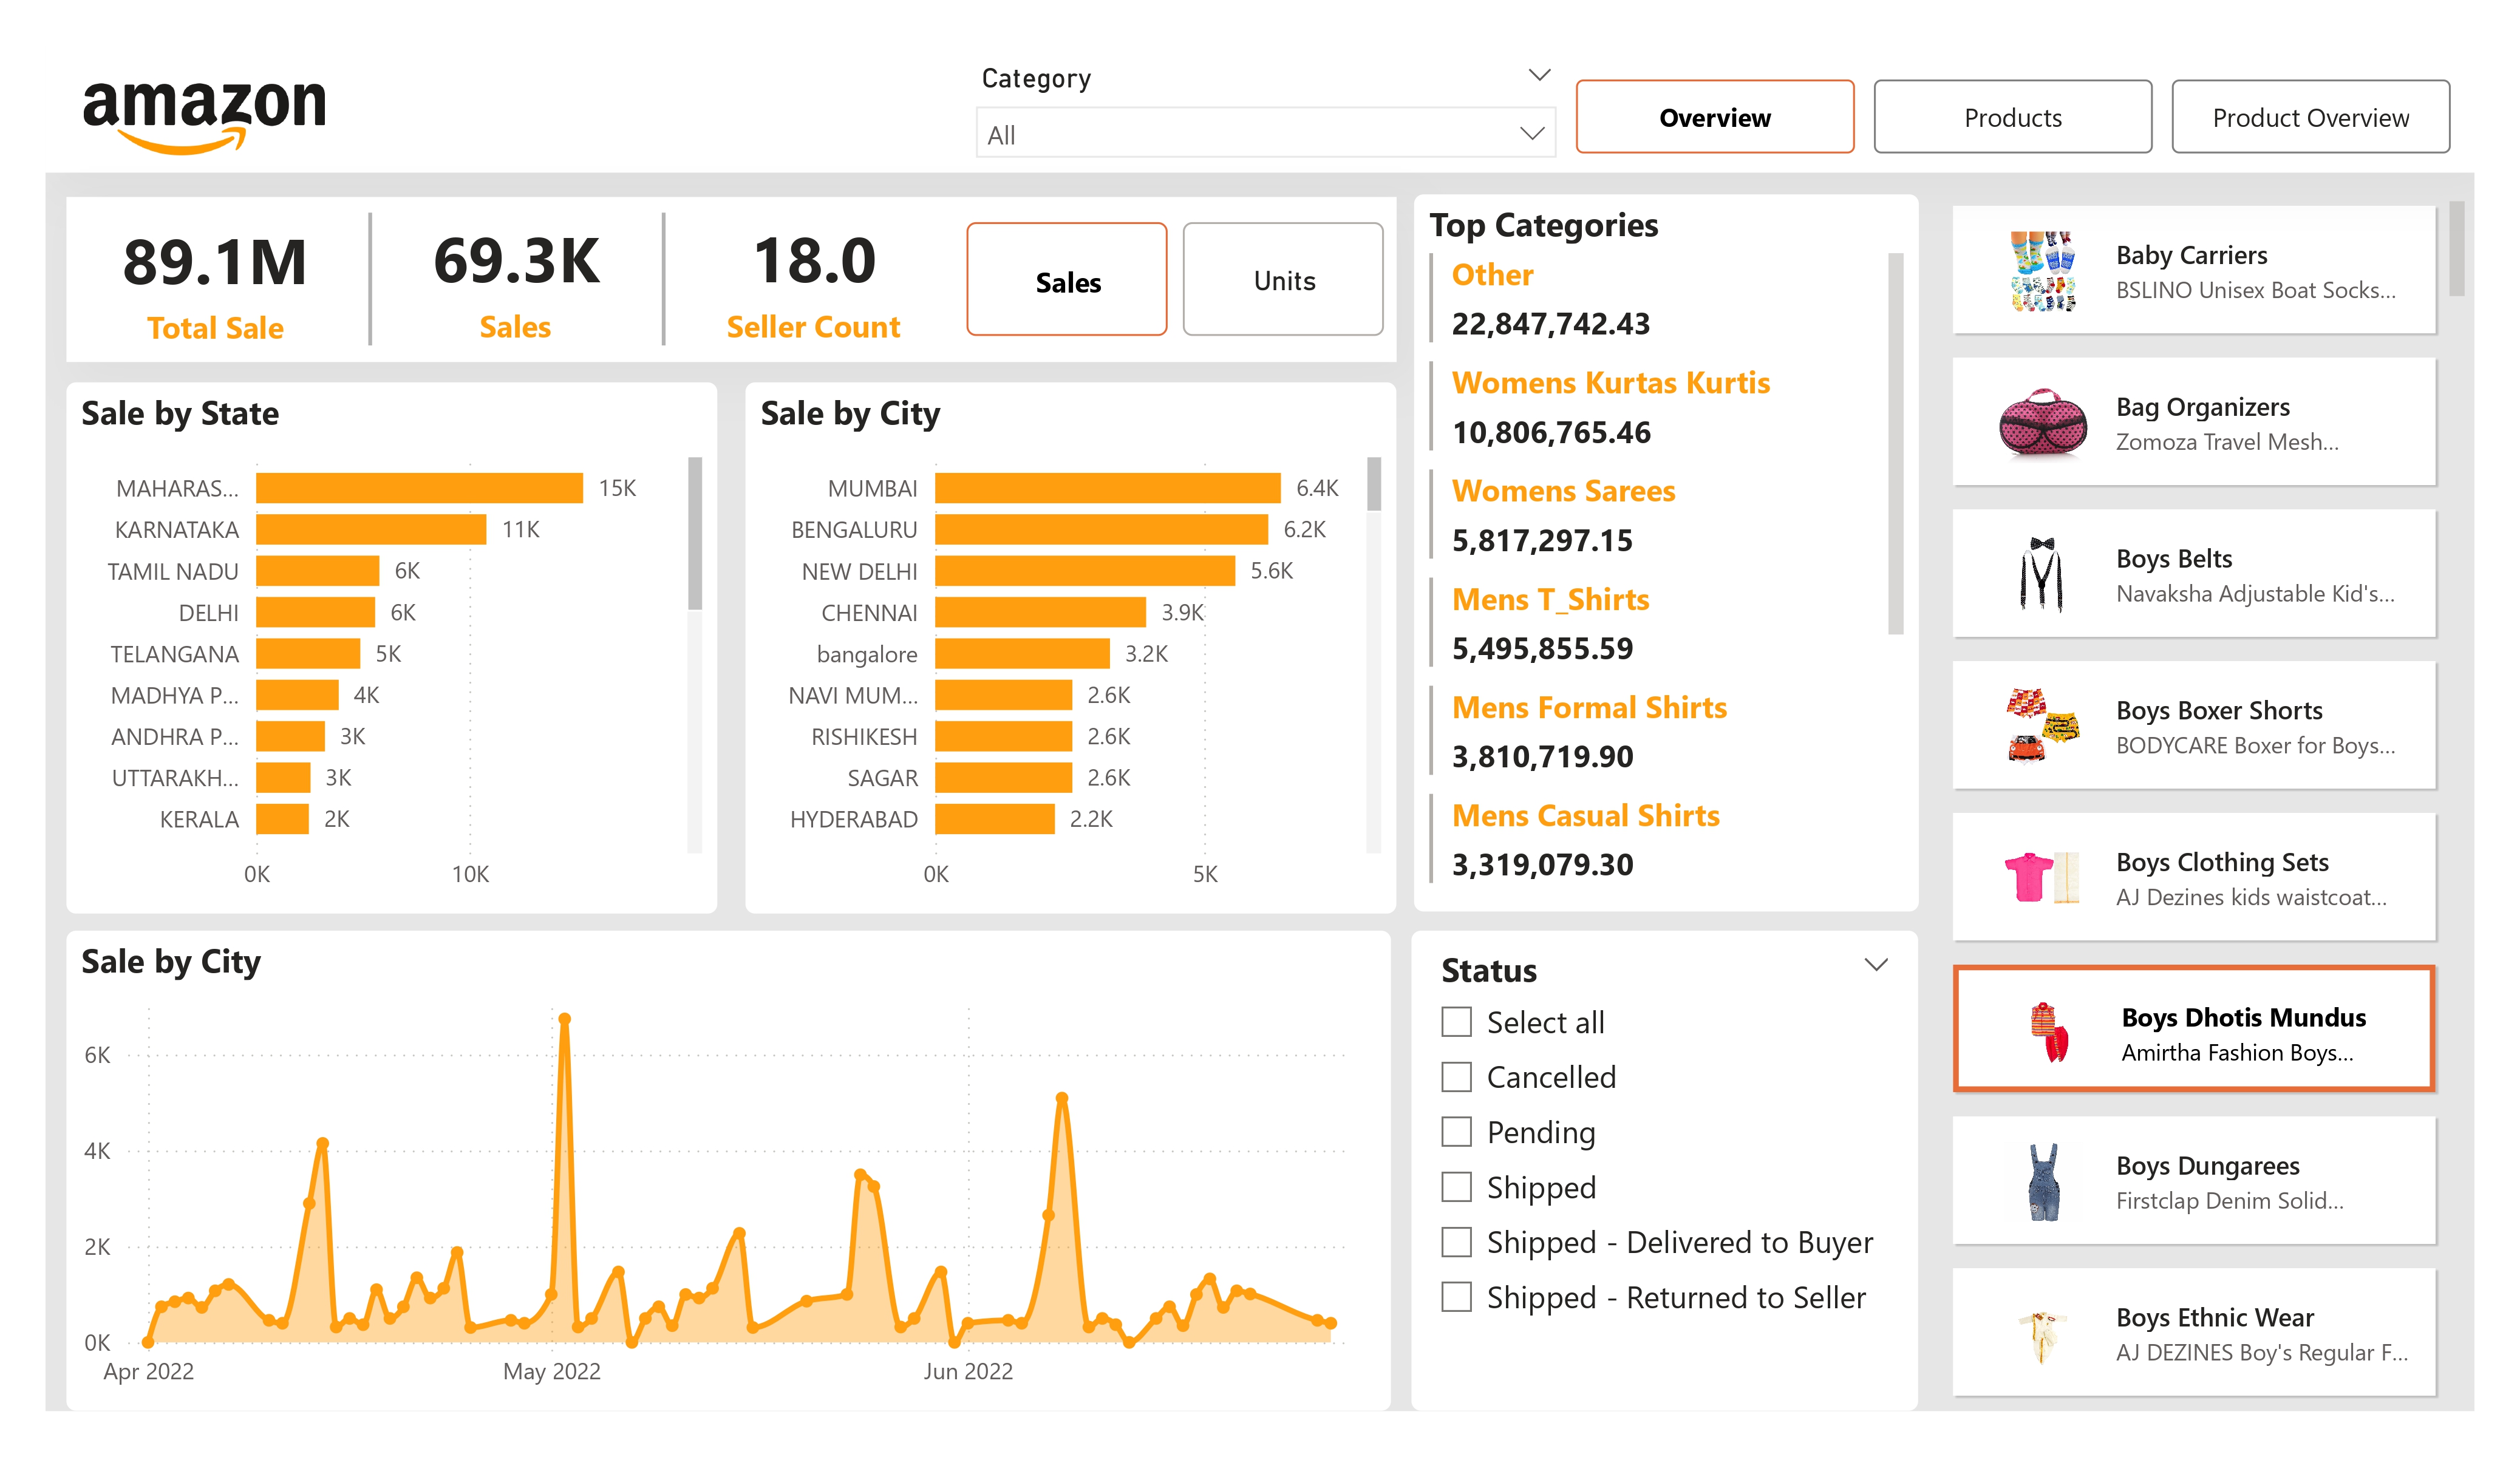 amazon
Category
All
Overview
Products
Product Overview
89.1M
Total Sale
69.3K
Sales
18.0
Seller Count
Sales
Units
Sale by State
MAHARAS...
15K
KARNATAKA
11K
TAMIL NADU
6K
DELHI
6K
TELANGANA
5K
MADHYA P...
4K
ANDHRA P...
3K
UTTARAKH...
3K
KERALA
2K
0K
10K
Sale by City
MUMBAI
6.4K
BENGALURU
6.2K
NEW DELHI
5.6K
CHENNAI
3.9K
bangalore
3.2K
NAVI MUM...
2.6K
RISHIKESH
2.6K
SAGAR
2.6K
HYDERABAD
2.2K
0K
5K
Top Categories
Other
22,847,742.43
Womens Kurtas Kurtis
10,806,765.46
Womens Sarees
5,817,297.15
Mens T_Shirts
5,495,855.59
Mens Formal Shirts
3,810,719.90
Mens Casual Shirts
3,319,079.30
Sale by City
6K
4K
2K
0K
Apr 2022
May 2022
Jun 2022
Status
Select all
Cancelled
Pending
Shipped
Shipped - Delivered to Buyer
Shipped - Returned to Seller
Baby Carriers
BSLINO Unisex Boat Socks...
Bag Organizers
Zomoza Travel Mesh...
Boys Belts
Navaksha Adjustable Kid's...
Boys Boxer Shorts
BODYCARE Boxer for Boys...
Boys Clothing Sets
AJ Dezines kids waistcoat...
Boys Dhotis Mundus
Amirtha Fashion Boys...
Boys Dungarees
Firstclap Denim Solid...
Boys Ethnic Wear
AJ DEZINES Boy's Regular F...